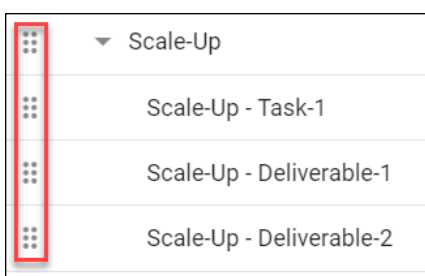 Scale-Up
Scale-Up - Task-1
Scale-Up - Deliverable-1
Scale-Up - Deliverable-2